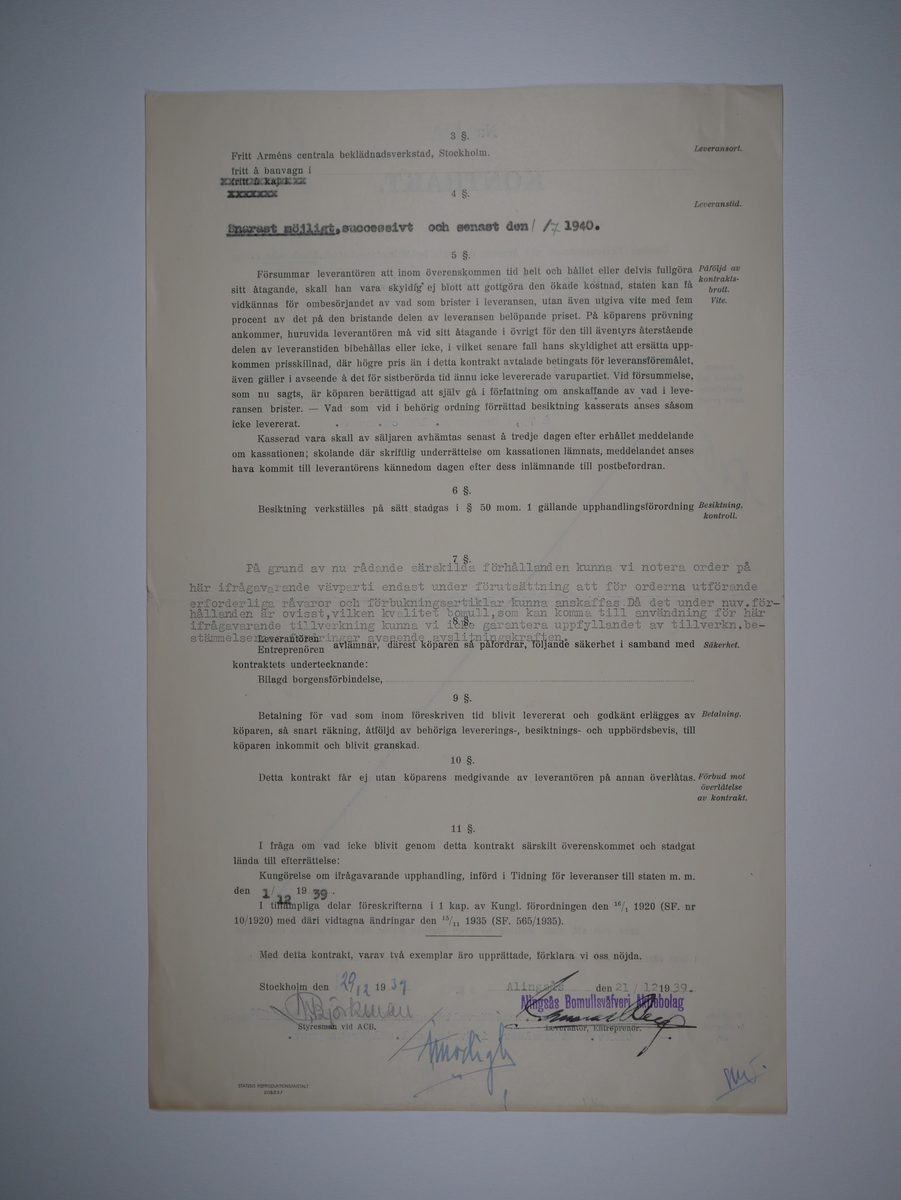 3 §.
Fritt Arméns centrala beklädnadsverkstad, Stockholm.
Leveransort.
fritt å banvagn i
4 §.
Leveranstid.
Snarast möjligt, successivt och senast den 1/7 1940.
5 §.
Försummar leverantören att inom överenskommen tid helt och hållet eller delvis fullgöra
sitt åtagande, skall han vara skyldig ej blott att gottgöra den ökade kostnad, staten kan få
vidkännas för ombesörjandet av vad som brister i leveransen, utan även utgiva vite med fem
procent av det på den bristande delen av leveransen belöpande priset. På köparens prövning
ankommer, huruvida leverantören må vid sitt åtagande i övrigt för den till äventyrs återstående
delen av leveranstiden bibehållas eller icke, i vilket senare fall hans skyldighet att ersätta upp-
kommen prisskillnad, där högre pris än i detta kontrakt avtalade betingats för leveransföremålet,
även gäller i avseende å det för sistberörda tid ännu icke levererade varupartiet. Vid försummelse,
som nu sagts, är köparen berättigad att själv gå i författning om anskaffande av vad i leve-
ransen brister. — Vad som vid i behörig ordning förrättad besiktning kasserats anses såsom
icke levererat.
Påföljd av
kontrakts-
brott.
Vite.
Kasserad vara skall av säljaren avhämtas senast å tredje dagen efter erhållet meddelande
om kassationen; skolande där skriftlig underrättelse om kassationen lämnats, meddelandet anses
hava kommit till leverantörens kännedom dagen efter dess inlämnande till postbefordran.
6 §.
Besiktning verkställes på sätt stadgas i § 50 mom. 1 gällande upphandlingsförordning
Besiktning,
kontroll.
7 §.
På grund av nu rådande särskilda förhållanden kunna vi notera order på
här ifrågavarande vävparti endast under förutsättning att för orderna utförande
erforderliga råvaror och förbukningsartiklar kunna anskaffas. Då det under nuv. för-
hållanden är ovisst, vilken kvalitet bomull, som kan komma till användning för här
8 §.
ifrågavarande tillverkning kunna vi icke garantera uppfyllandet av tillverkn.be-
stämmelsernas fordringar avseende avslitningskraften.
Leverantören
Entreprenören avlämnar, därest köparen så påfordrar, följande säkerhet i samband med
Säkerhet.
kontraktets undertecknande:
Bilagd borgensförbindelse,
9 §.
Betalning för vad som inom föreskriven tid blivit levererat och godkänt erlägges av
Betalning.
köparen, så snart räkning, åtföljd av behöriga levererings-, besiktnings- och uppbördsbevis, till
köparen inkommit och blivit granskad.
10 §.
Detta kontrakt får ej utan köparens medgivande av leverantören på annan överlåtas.
Förbud mot
överlåtelse
av kontrakt.
11 §.
I fråga om vad icke blivit genom detta kontrakt särskilt överenskommet och stadgat
lända till efterrättelse:
Kungörelse om ifrågavarande upphandling, införd i Tidning för leveranser till staten m. m.
den 1/12 1939.
I tillämpliga delar föreskrifterna i 1 kap. av Kungl. förordningen den 16/1 1920 (SF. nr
10/1920) med däri vidtagna ändringar den 15/11 1935 (SF. 565/1935).
Med detta kontrakt, varav två exemplar äro upprättade, förklara vi oss nöjda.
Stockholm den 29/12 1939
Alingsås den 21/12 1939.
Alingsås Bomullsväfveri Aktiebolag
Björkman
Styresman vid ACB.
Leverantör, Entreprenör.
STATENS REPRODUKTIONSANSTALT